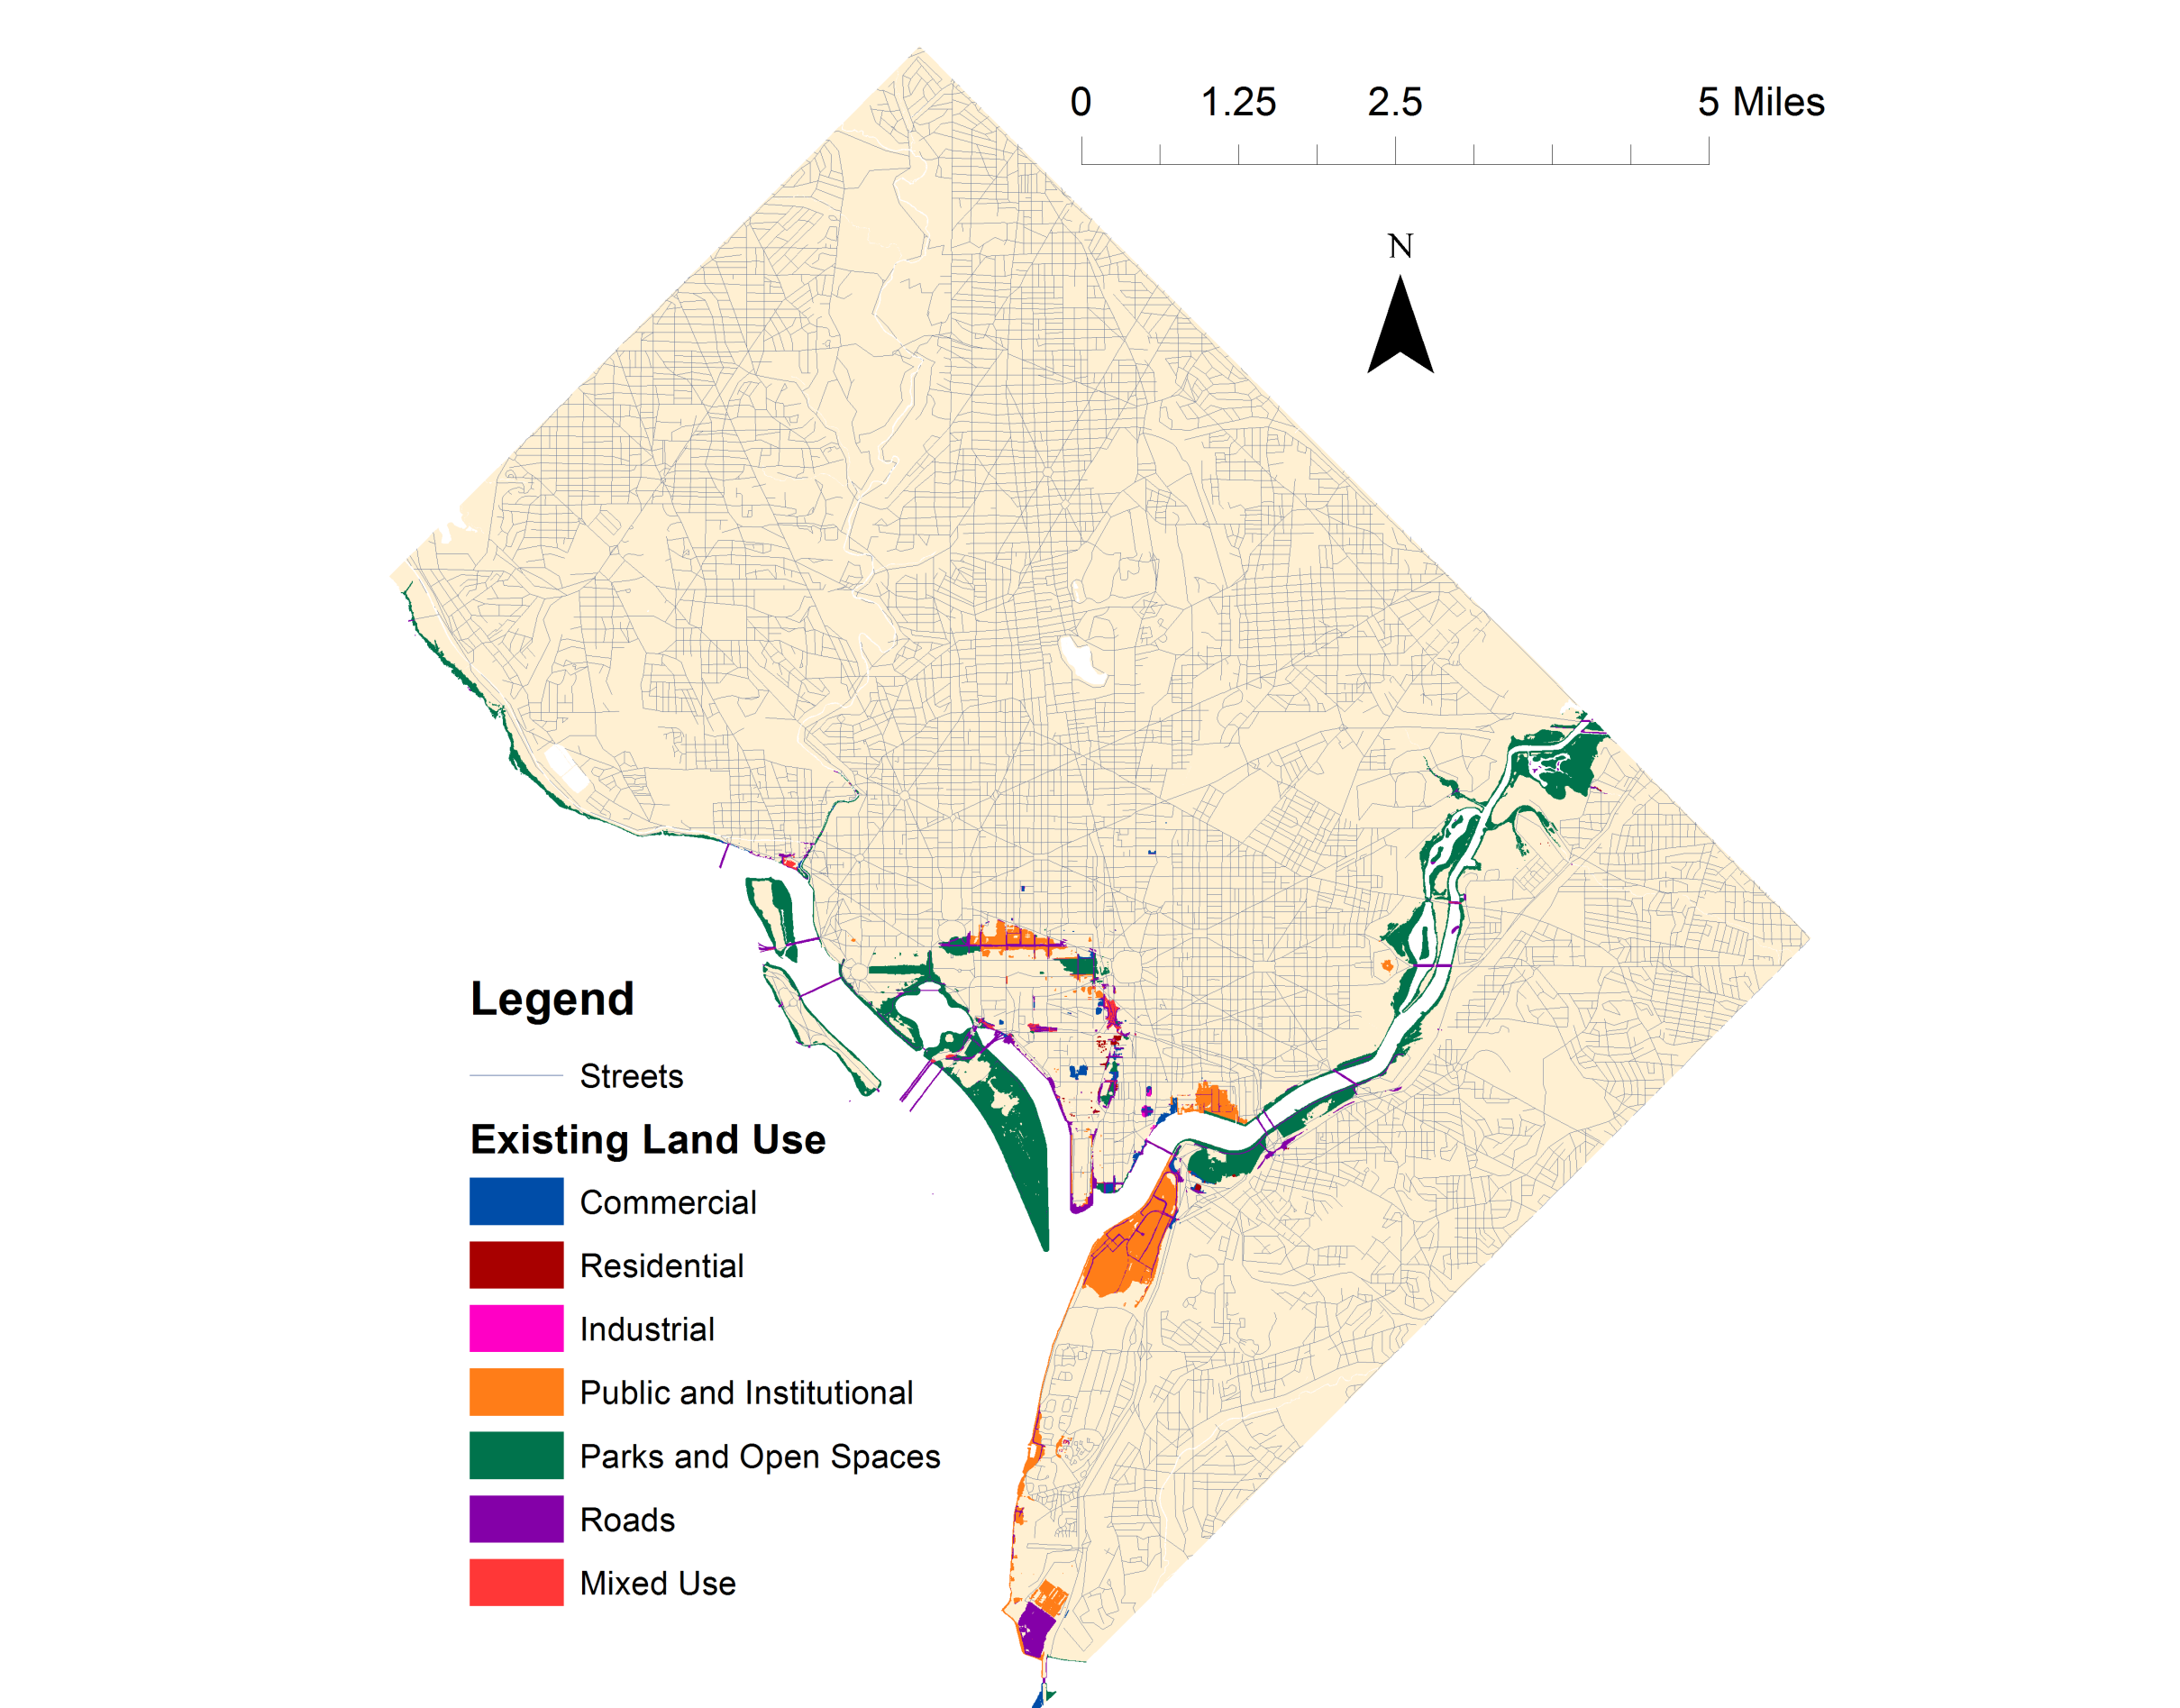 0 1.25 2.5 5 Miles
N
Legend
Streets
Existing Land Use
Commercial
Residential
Industrial
Public and Institutional
Parks and Open Spaces
Roads
Mixed Use